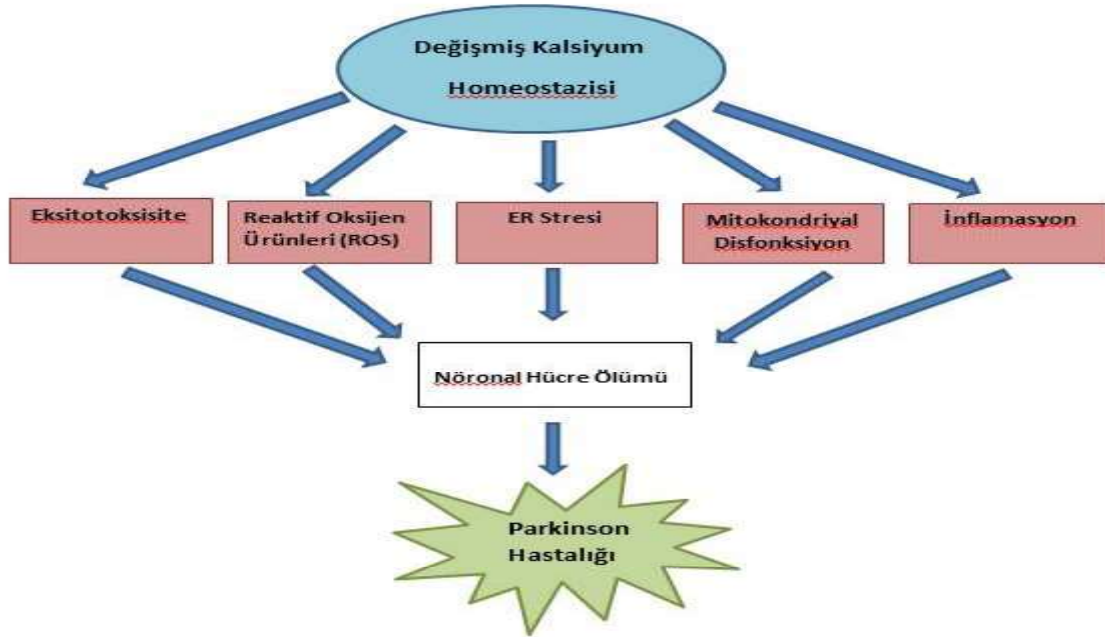 Değişmiş Kalsiyum
Homeostazisi
Eksitotoksisite
Reaktif Oksijen
Ürünleri (ROS)
ER Stresi
Mitokondriyal
Disfonksiyon
İnflamasyon
Nöronal Hücre Ölümü
Parkinson
Hastalığı